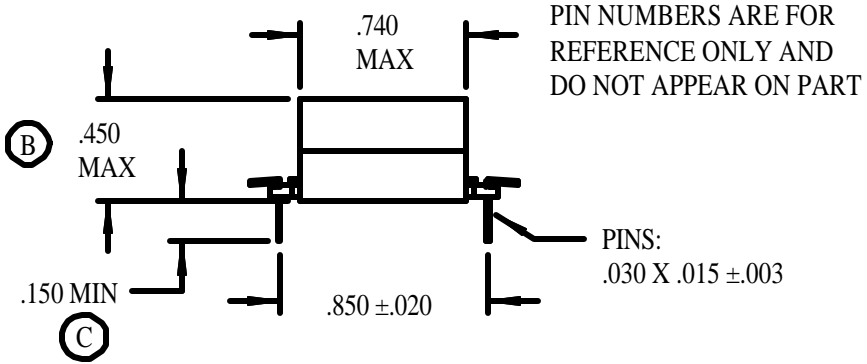 .740
MAX
PIN NUMBERS ARE FOR
REFERENCE ONLY AND
DO NOT APPEAR ON PART
B
.450
MAX
PINS:
.030 X .015 ±.003
.150 MIN
.850 ±.020
C